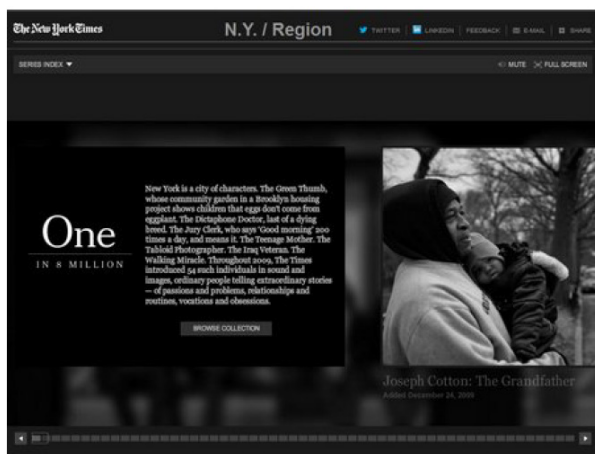 The New York Times
N.Y. / Region
TWITTER
LINKEDIN
FEEDBACK
E-MAIL
SHARE
SERIES INDEX
MUTE
FULL SCREEN
One
IN 8 MILLION
New York is a city of characters. The Green Thumb,
whose community garden in a Brooklyn housing
project shows children that eggs don't come from
eggplant. The Dictaphone Doctor, last of a dying
breed. The Jury Clerk, who says 'Good morning' 200
times a day, and means it. The Teenage Mother. The
Tabloid Photographer. The Iraq Veteran. The
Walking Miracle. Throughout 2009, The Times
introduced 54 such individuals in sound and
images, ordinary people telling extraordinary stories
— of passions and problems, relationships and
routines, vocations and obsessions.
BROWSE COLLECTION
Joseph Cotton: The Grandfather
Added December 24, 2009